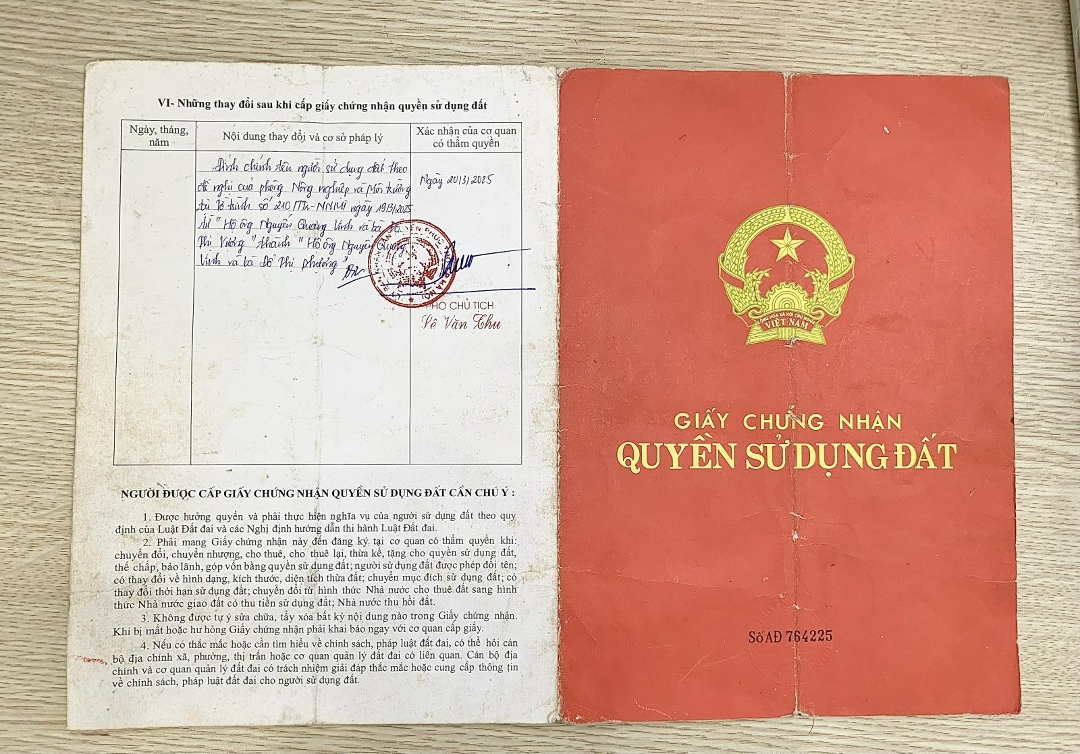 VI- Những thay đổi sau khi cấp giấy chứng nhận quyền sử dụng đất
Ngày, tháng, năm
Nội dung thay đổi và cơ sở pháp lý
Xác nhận của cơ quan có thẩm quyền
Đính chính tên người sử dụng đất theo
đề nghị của phòng Nông nghiệp và Môi trường
tại Tờ trình số 210/TTr-NNMT ngày 19/3/2025
từ "Hộ ông Nguyễn Quang Vinh và bà Đỗ
Thị Vương" thành "Hộ ông Nguyễn Quang
Vinh và bà Đỗ Thị Phương"
Ngày 20/3/2025
PHÓ CHỦ TỊCH
Lê Văn Thu
NGƯỜI ĐƯỢC CẤP GIẤY CHỨNG NHẬN QUYỀN SỬ DỤNG ĐẤT CẦN CHÚ Ý :
1. Được hưởng quyền và phải thực hiện nghĩa vụ của người sử dụng đất theo quy
định của Luật Đất đai và các Nghị định hướng dẫn thi hành Luật Đất đai.
2. Phải mang Giấy chứng nhận này đến đăng ký tại cơ quan có thẩm quyền khi:
chuyển đổi, chuyển nhượng, cho thuê, cho thuê lại, thừa kế, tặng cho quyền sử dụng đất,
thế chấp, bảo lãnh, góp vốn bằng quyền sử dụng đất; người sử dụng đất được phép đổi tên;
có thay đổi về hình dạng, kích thước, diện tích thửa đất; chuyển mục đích sử dụng đất; có
thay đổi thời hạn sử dụng đất; chuyển đổi từ hình thức Nhà nước cho thuê đất sang hình
thức Nhà nước giao đất có thu tiền sử dụng đất; Nhà nước thu hồi đất.
3. Không được tự ý sửa chữa, tẩy xóa bất kỳ nội dung nào trong Giấy chứng nhận.
Khi bị mất hoặc hư hỏng Giấy chứng nhận phải khai báo ngay với cơ quan cấp giấy.
4. Nếu có thắc mắc hoặc cần tìm hiểu về chính sách, pháp luật đất đai, có thể hỏi cán
bộ địa chính xã, phường, thị trấn hoặc cơ quan quản lý đất đai có liên quan. Cán bộ địa
chính và cơ quan quản lý đất đai có trách nhiệm giải đáp thắc mắc hoặc cung cấp thông tin
về chính sách, pháp luật đất đai cho người sử dụng đất.
VIỆT NAM
GIẤY CHỨNG NHẬN
QUYỀN SỬ DỤNG ĐẤT
Số AĐ 764225